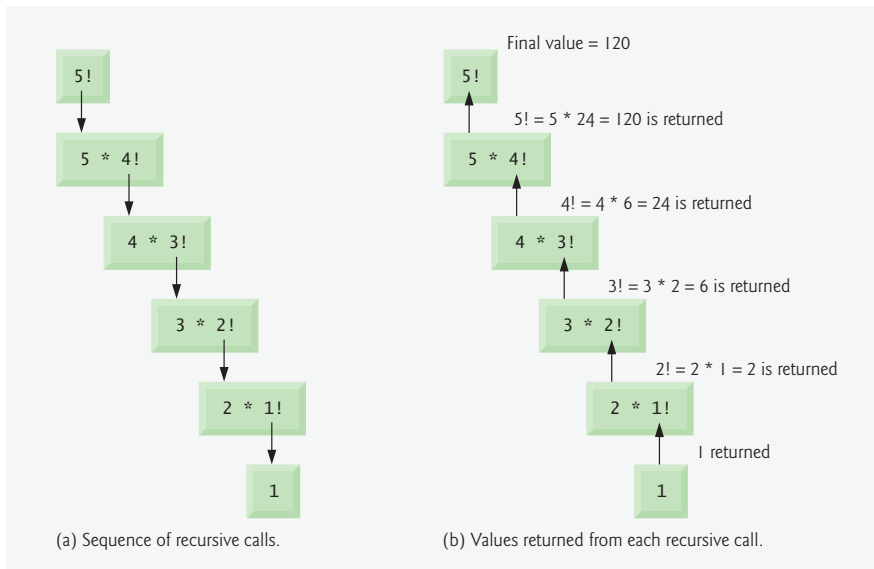 5!
5 * 4!
4 * 3!
3 * 2!
2 * 1!
1
(a) Sequence of recursive calls.
Final value = 120
5!
5! = 5 * 24 = 120 is returned
5 * 4!
4! = 4 * 6 = 24 is returned
4 * 3!
3! = 3 * 2 = 6 is returned
3 * 2!
2! = 2 * 1 = 2 is returned
2 * 1!
1 returned
1
(b) Values returned from each recursive call.